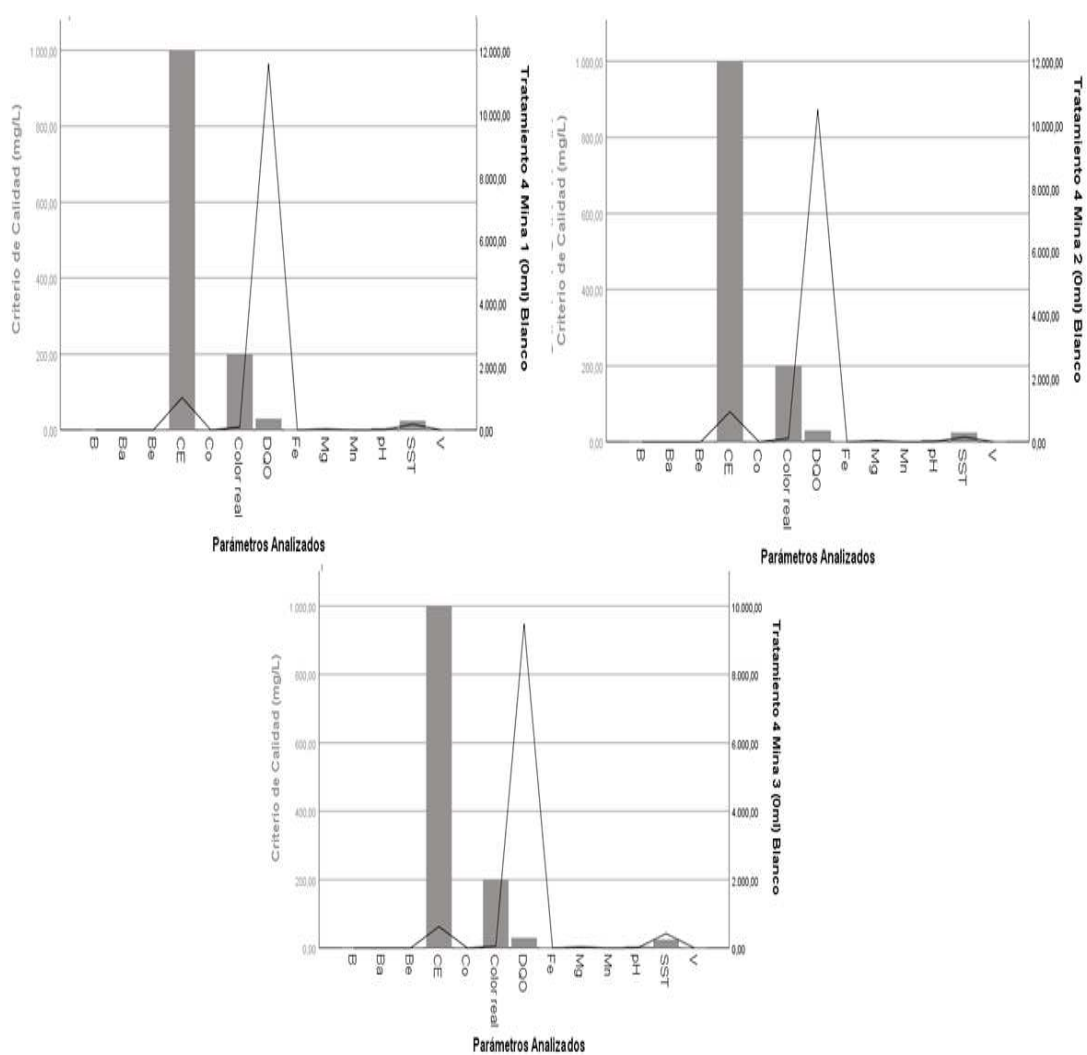 Criterio de Calidad (mg/L)
1.000,00
800,00
600,00
400,00
200,00
0,00
12.000,00
10.000,00
8.000,00
6.000,00
4.000,00
2.000,00
0,00
Tratamiento 4 Mina 1 (0ml) Blanco
B
Ba
Be
CE
Co
Color real
DQO
Fe
Mg
Mn
pH
SST
V
Parámetros Analizados
Criterio de Calidad (mg/L)
1.000,00
800,00
600,00
400,00
200,00
0,00
12.000,00
10.000,00
8.000,00
6.000,00
4.000,00
2.000,00
0,00
Tratamiento 4 Mina 2 (0ml) Blanco
B
Ba
Be
CE
Co
Color real
DQO
Fe
Mg
Mn
pH
SST
V
Parámetros Analizados
Criterio de Calidad (mg/L)
1.000,00
800,00
600,00
400,00
200,00
0,00
10.000,00
8.000,00
6.000,00
4.000,00
2.000,00
0,00
Tratamiento 4 Mina 3 (0ml) Blanco
B
Ba
Be
CE
Co
Color real
DQO
Fe
Mg
Mn
pH
SST
V
Parámetros Analizados